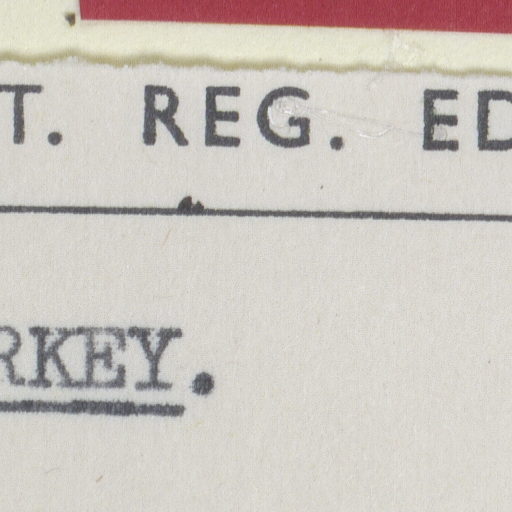 T. REG. ED
RKEY.